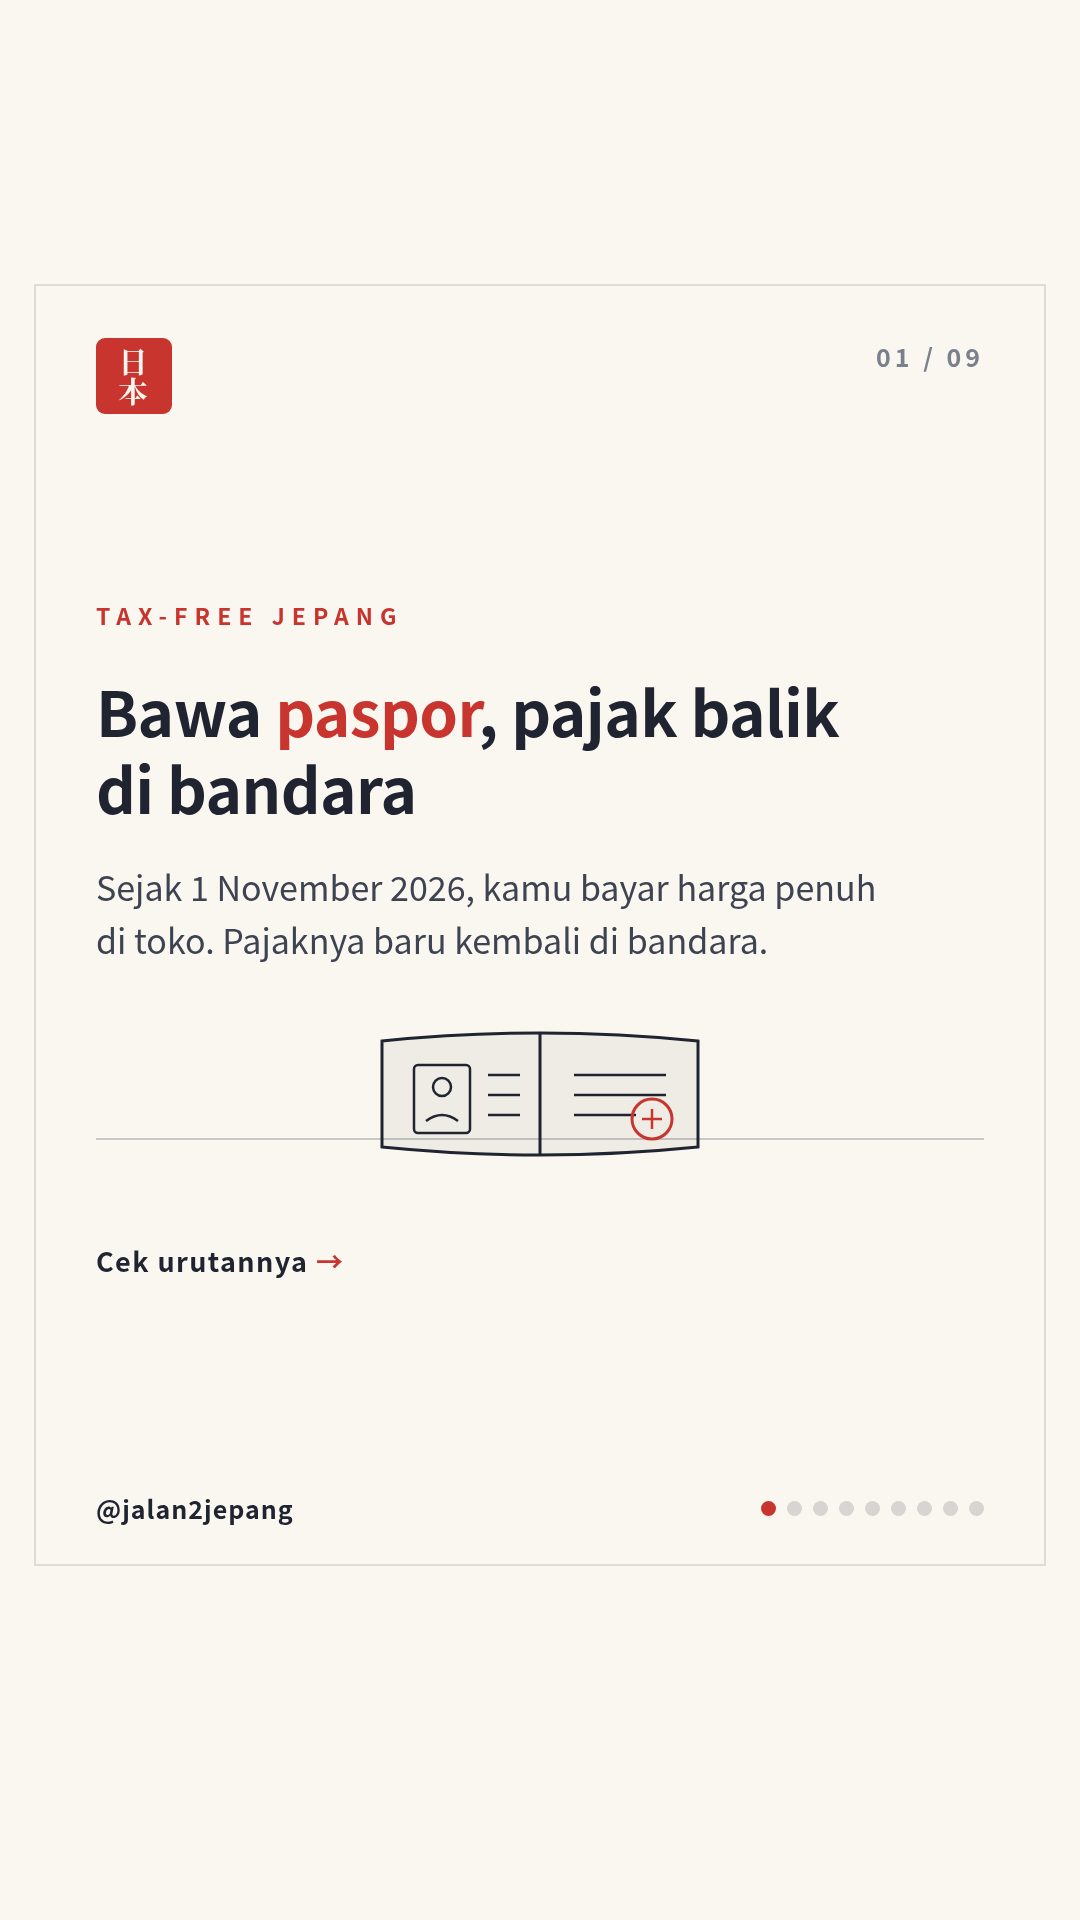 日
本
01 / 09
TAX-FREE JEPANG
Bawa paspor, pajak balik
di bandara
Sejak 1 November 2026, kamu bayar harga penuh
di toko. Pajaknya baru kembali di bandara.
Cek urutannya →
@jalan2jepang